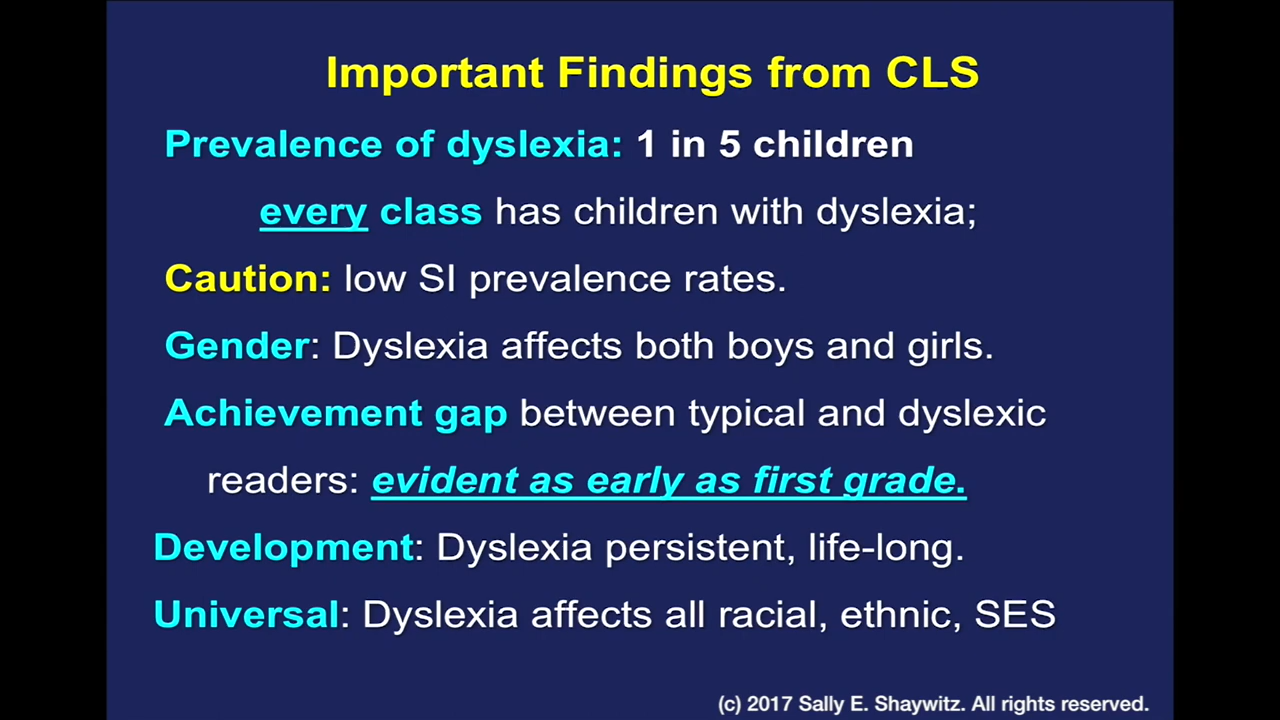 Important Findings from CLS
Prevalence of dyslexia: 1 in 5 children
every class has children with dyslexia;
Caution: low SI prevalence rates.
Gender: Dyslexia affects both boys and girls.
Achievement gap between typical and dyslexic
readers: evident as early as first grade.
Development: Dyslexia persistent, life-long.
Universal: Dyslexia affects all racial, ethnic, SES
(c) 2017 Sally E. Shaywitz. All rights reserved.